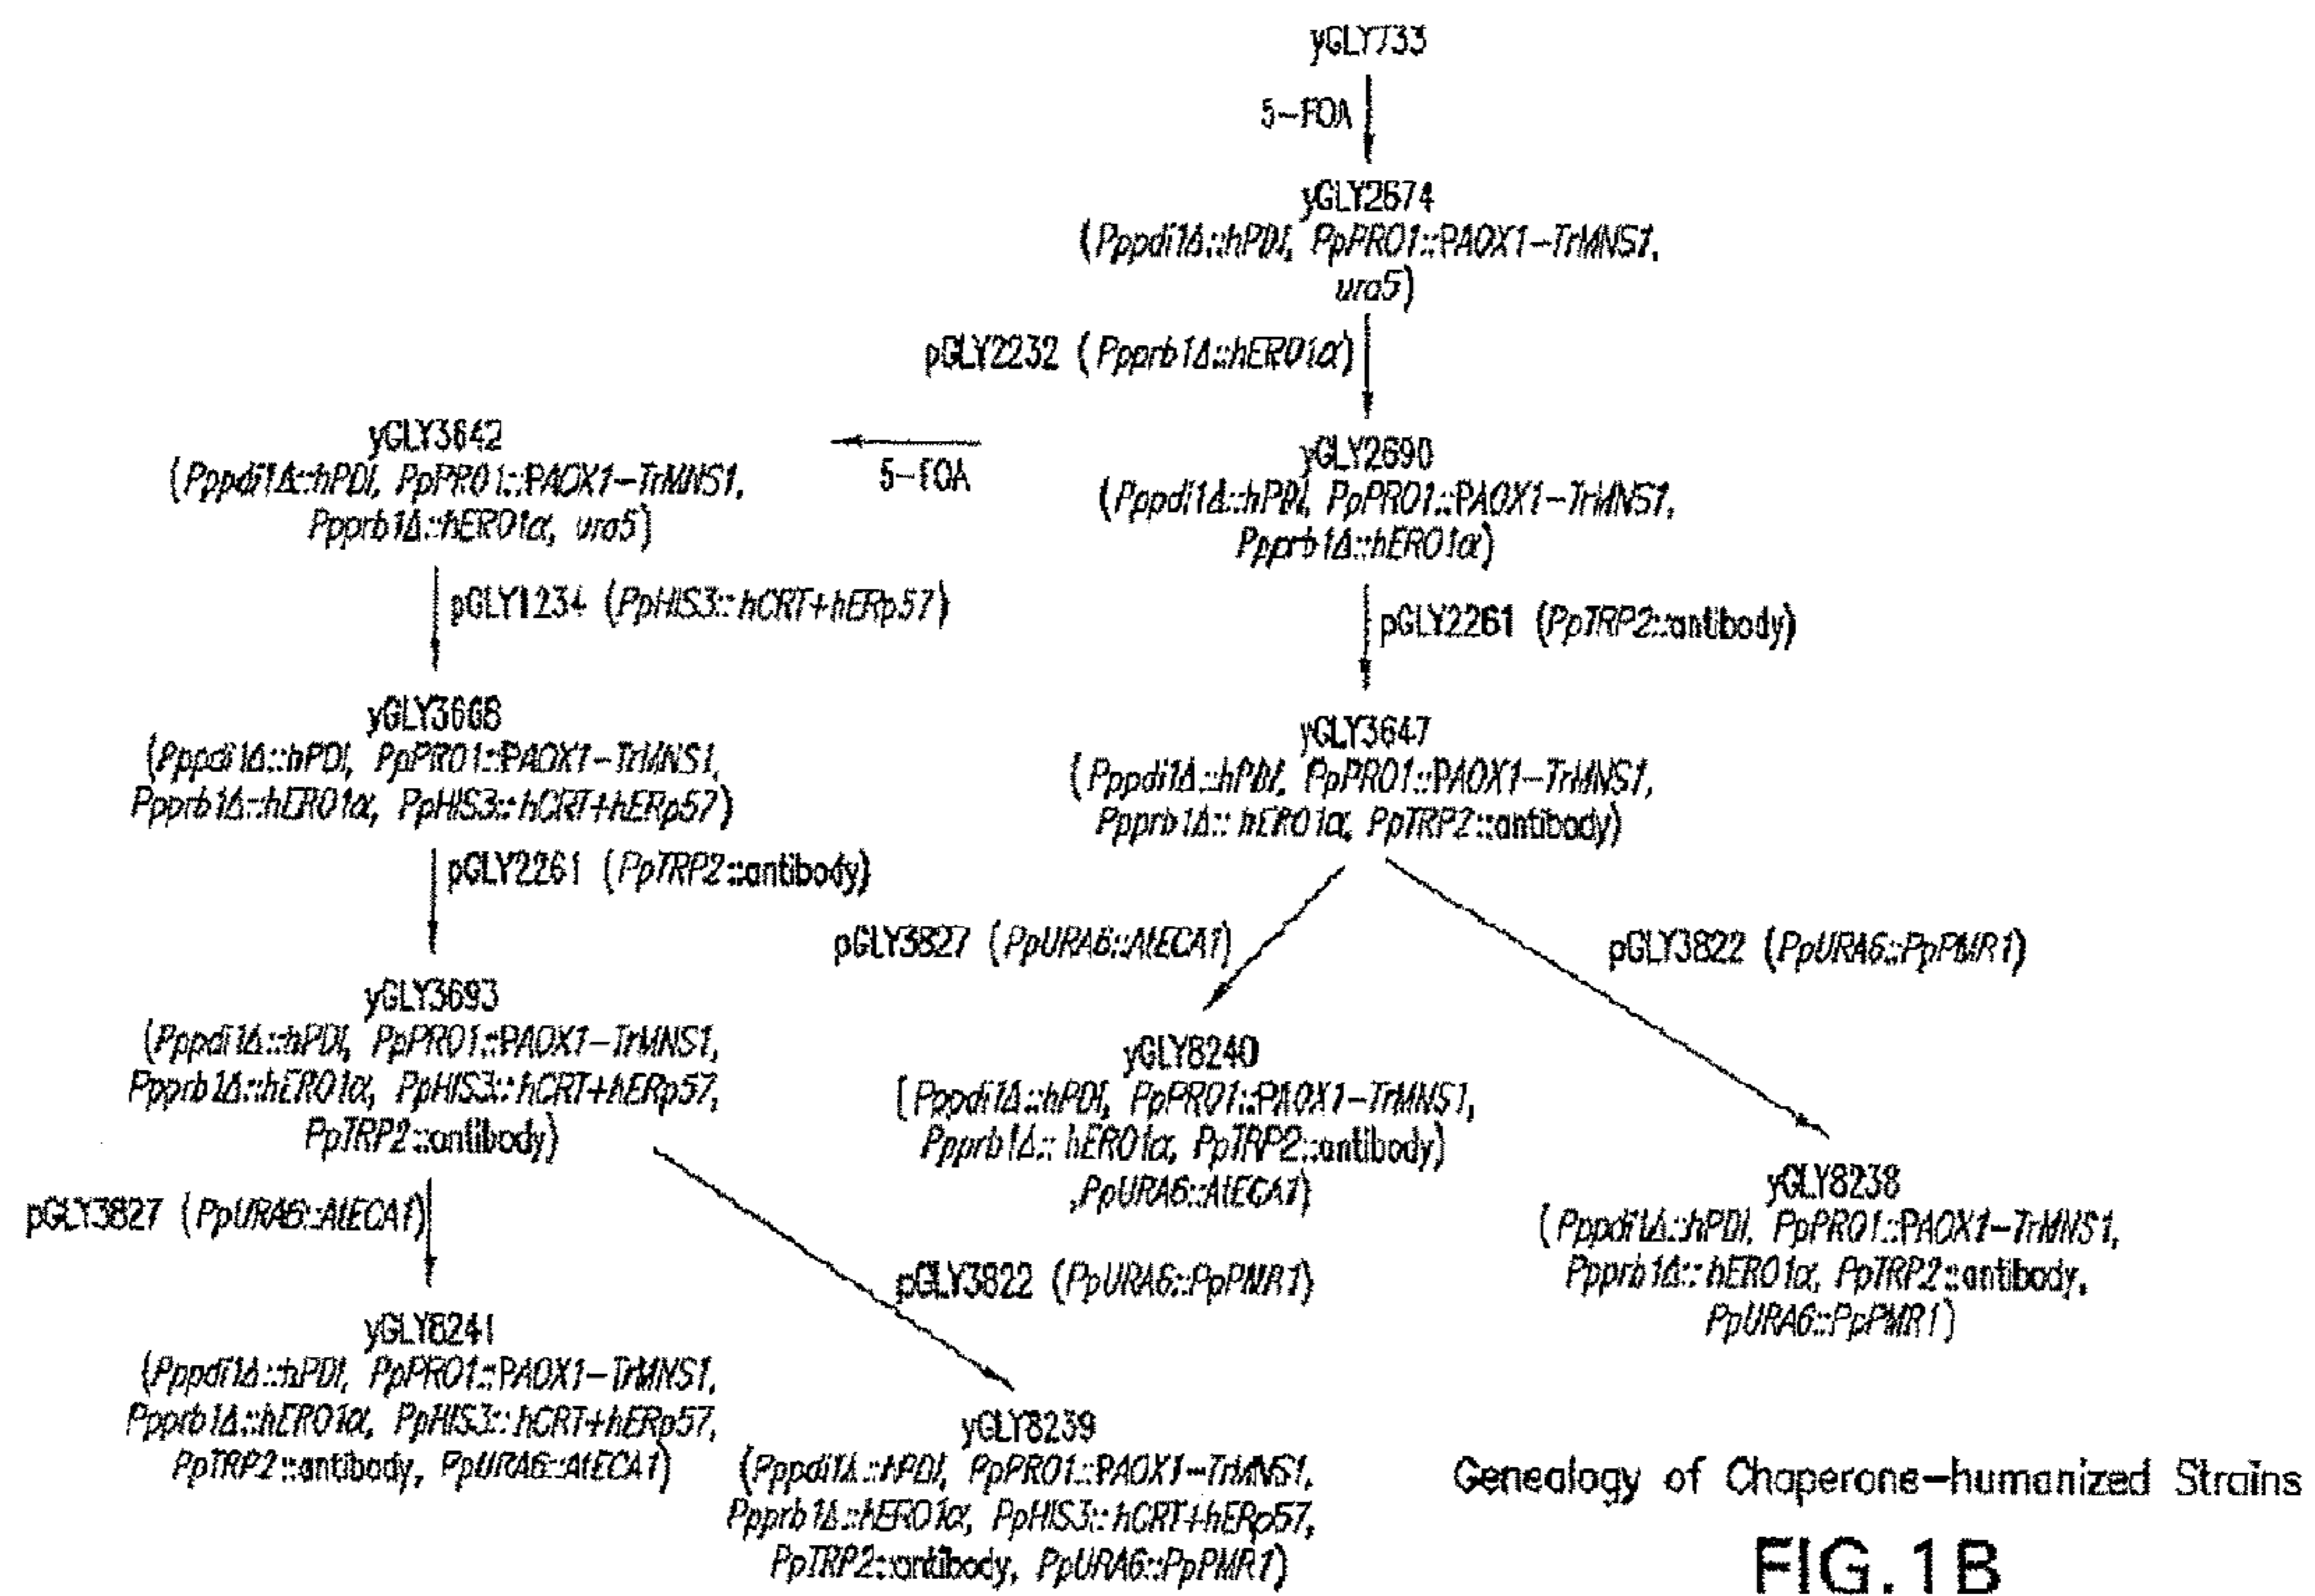 yGLY733
5-FOA
yGLY2674
(Pppdi1Δ::hPDI, PpPRO1::PAOX1-TrMNS1,
ura5)
pGLY2232 (Ppprb1Δ::hERO1α)
yGLY2690
(Pppdi1Δ::hPDI, PpPRO1::PAOX1-TrMNS1,
Ppprb1Δ::hERO1α)
5-FOA
yGLY3642
(Pppdi1Δ::hPDI, PpPRO1::PAOX1-TrMNS1,
Ppprb1Δ::hERO1α, ura5)
pGLY1234 (PpHIS3::hCRT+hERp57)
yGLY3668
(Pppdi1Δ::hPDI, PpPRO1::PAOX1-TrMNS1,
Ppprb1Δ::hERO1α, PpHIS3::hCRT+hERp57)
pGLY2261 (PpTRP2::antibody)
yGLY3693
(Pppdi1Δ::hPDI, PpPRO1::PAOX1-TrMNS1,
Ppprb1Δ::hERO1α, PpHIS3::hCRT+hERp57,
PpTRP2::antibody)
pGLY3827 (PpURA6::AtECA1)
yGLY8241
(Pppdi1Δ::hPDI, PpPRO1::PAOX1-TrMNS1,
Ppprb1Δ::hERO1α, PpHIS3::hCRT+hERp57,
PpTRP2::antibody, PpURA6::AtECA1)
pGLY3822 (PpURA6::PpPMR1)
yGLY8239
(Pppdi1Δ::hPDI, PpPRO1::PAOX1-TrMNS1,
Ppprb1Δ::hERO1α, PpHIS3::hCRT+hERp57,
PpTRP2::antibody, PpURA6::PpPMR1)
pGLY2261 (PpTRP2::antibody)
yGLY3647
(Pppdi1Δ::hPDI, PpPRO1::PAOX1-TrMNS1,
Ppprb1Δ::hERO1α, PpTRP2::antibody)
pGLY3827 (PpURA6::AtECA1)
yGLY8240
(Pppdi1Δ::hPDI, PpPRO1::PAOX1-TrMNS1,
Ppprb1Δ::hERO1α, PpTRP2::antibody)
,PpURA6::AtECA1)
pGLY3822 (PpURA6::PpPMR1)
yGLY8238
(Pppdi1Δ::hPDI, PpPRO1::PAOX1-TrMNS1,
Ppprb1Δ::hERO1α, PpTRP2::antibody,
PpURA6::PpPMR1)
Genealogy of Chaperone-humanized Strains
FIG.1B